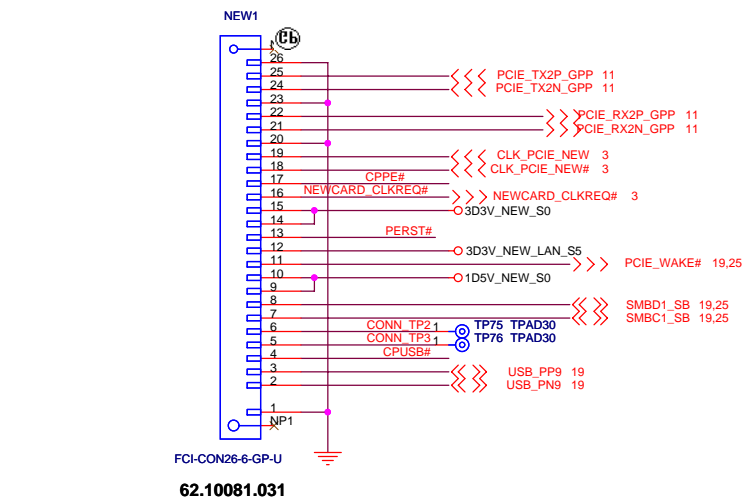 NEW1
26
25 PCIE_TX2P_GPP 11
24 PCIE_TX2N_GPP 11
23
22 PCIE_RX2P_GPP 11
21 PCIE_RX2N_GPP 11
20
19 CLK_PCIE_NEW 3
18 CLK_PCIE_NEW# 3
17 CPPE#
16 NEWCARD_CLKREQ# NEWCARD_CLKREQ# 3
15 3D3V_NEW_S0
14
13 PERST#
12 3D3V_NEW_LAN_S5
11 PCIE_WAKE# 19,25
10 1D5V_NEW_S0
9
8 SMBD1_SB 19,25
7 SMBC1_SB 19,25
6 CONN_TP2 1 TP75 TPAD30
5 CONN_TP3 1 TP76 TPAD30
4 CPUSB#
3 USB_PP9 19
2 USB_PN9 19
1
NP1
FCI-CON26-6-GP-U
62.10081.031